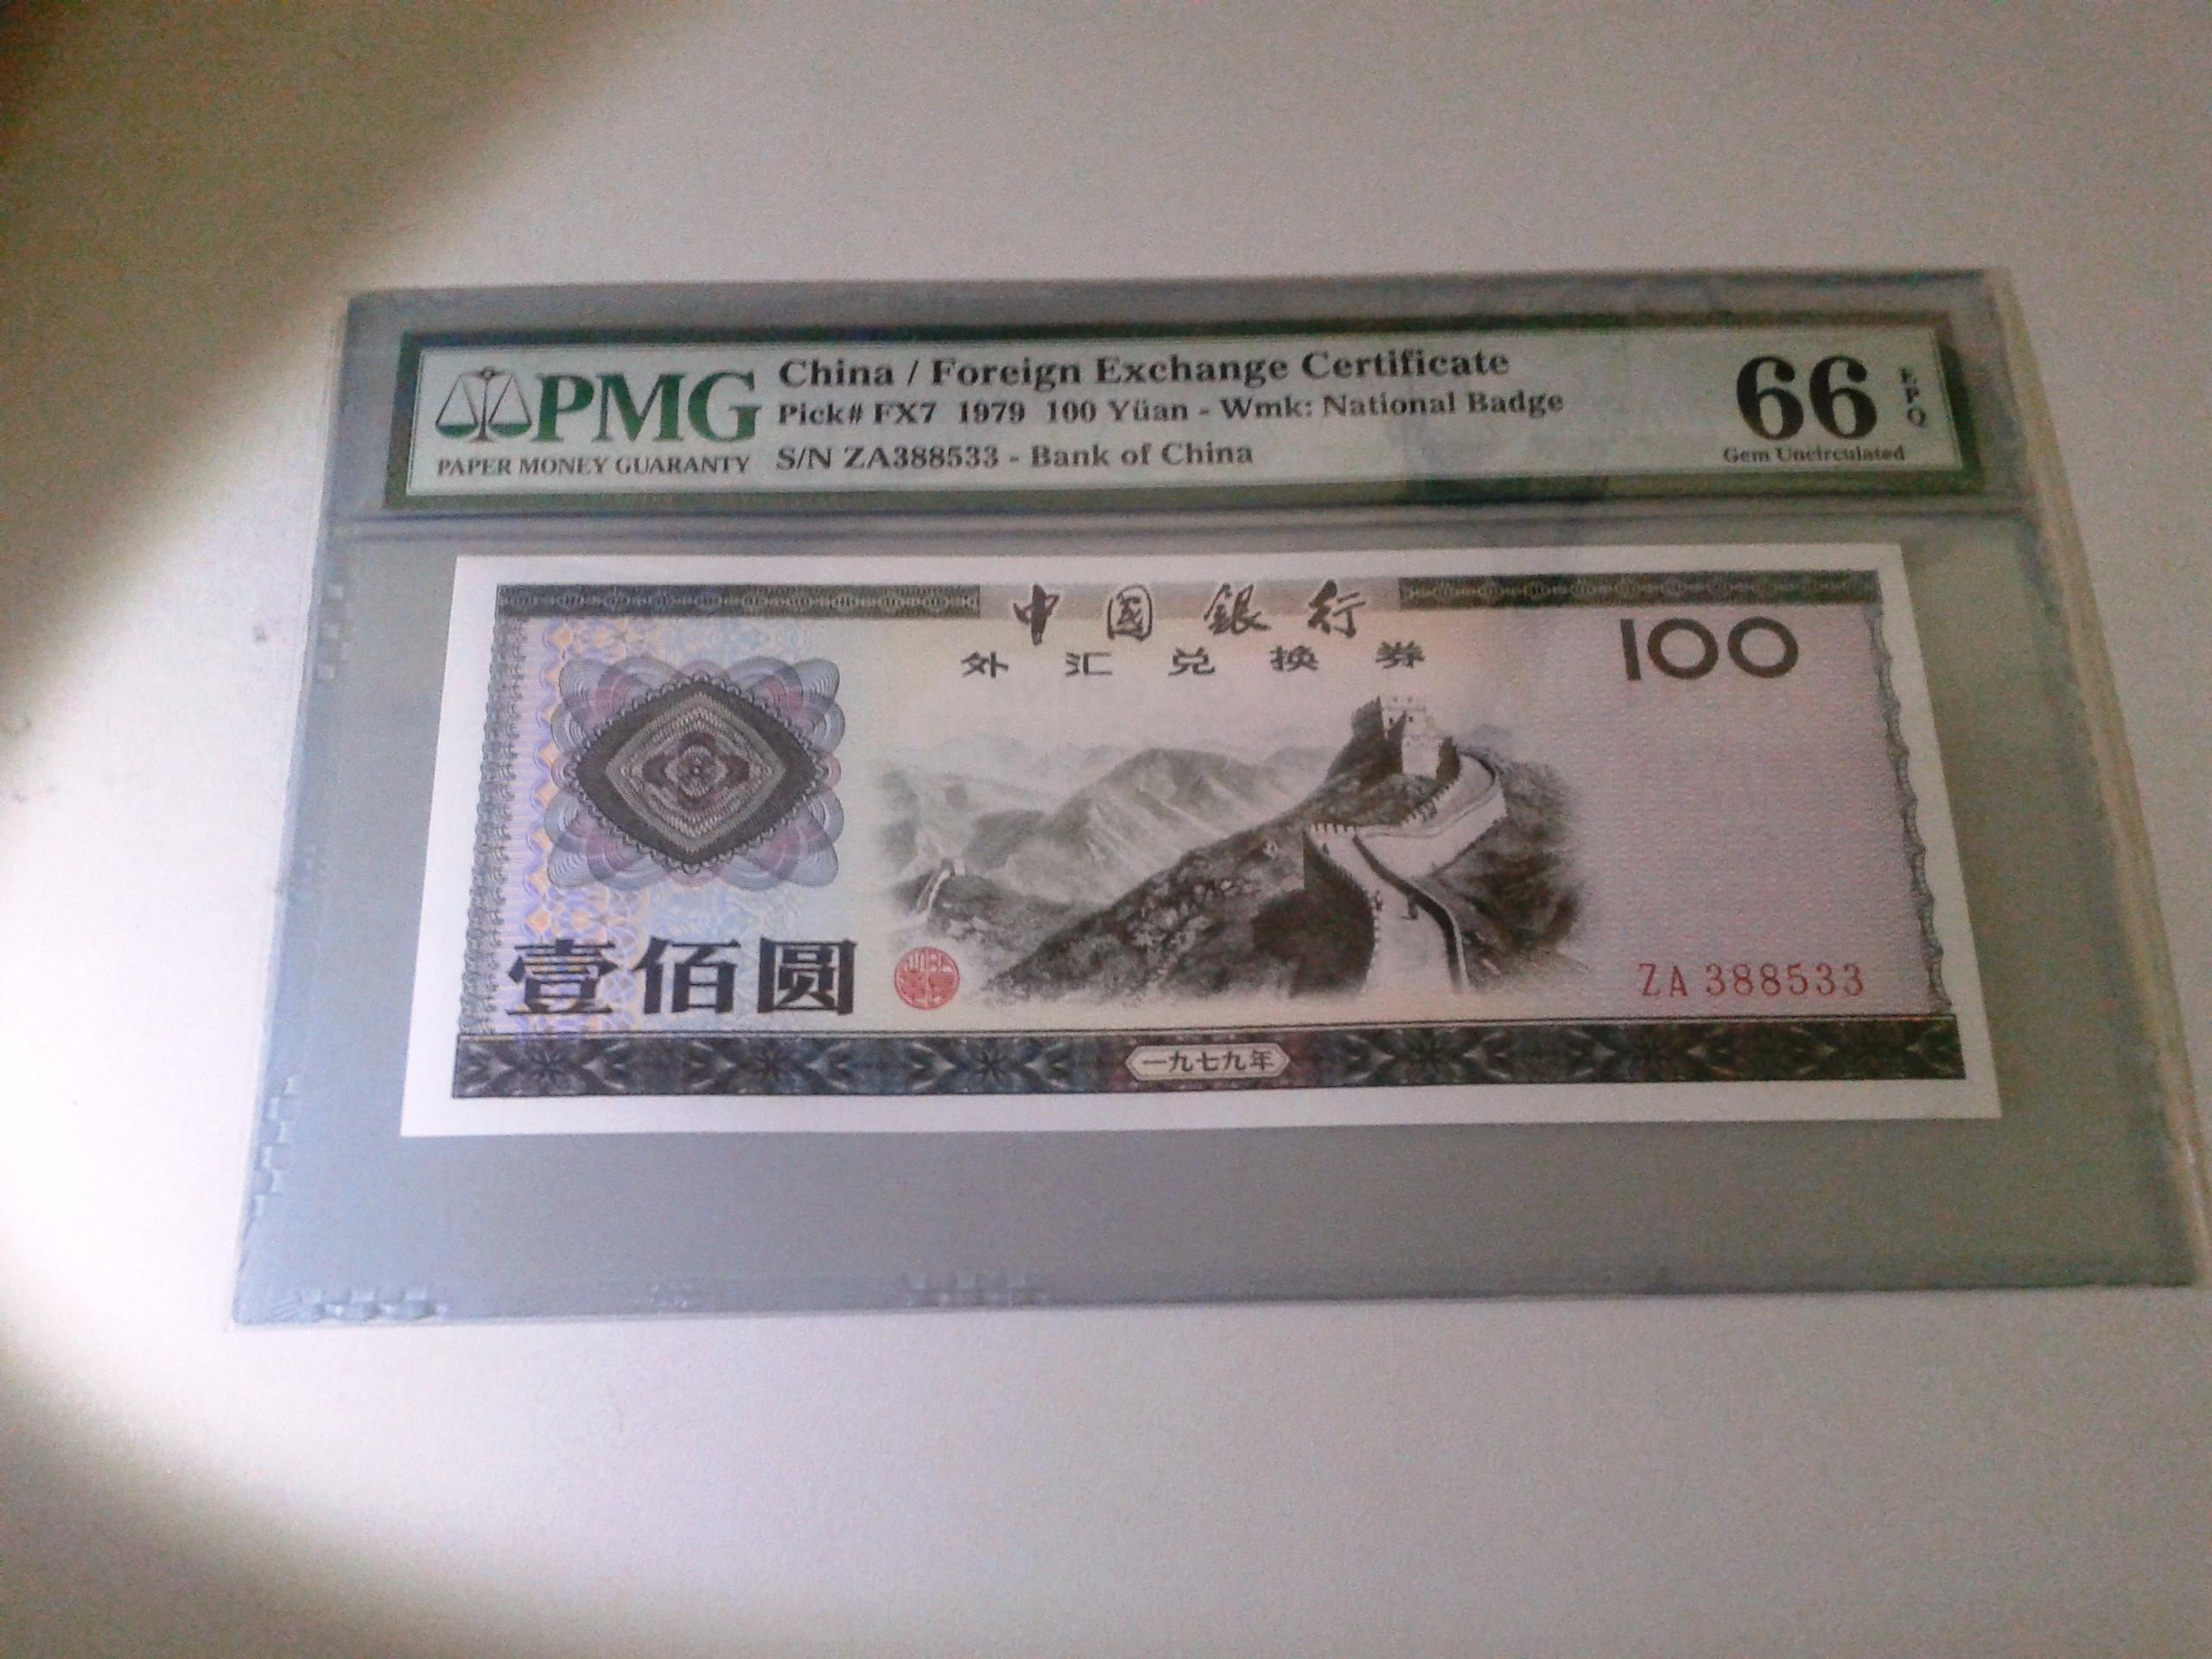 PMG
PAPER MONEY GUARANTY
China / Foreign Exchange Certificate
Pick# FX7 1979 100 Yüan - Wmk: National Badge
S/N ZA388533 - Bank of China
66
EPQ
Gem Uncirculated
中國銀行
外汇兑换券
100
壹佰圆
ZA 388533
一九七九年